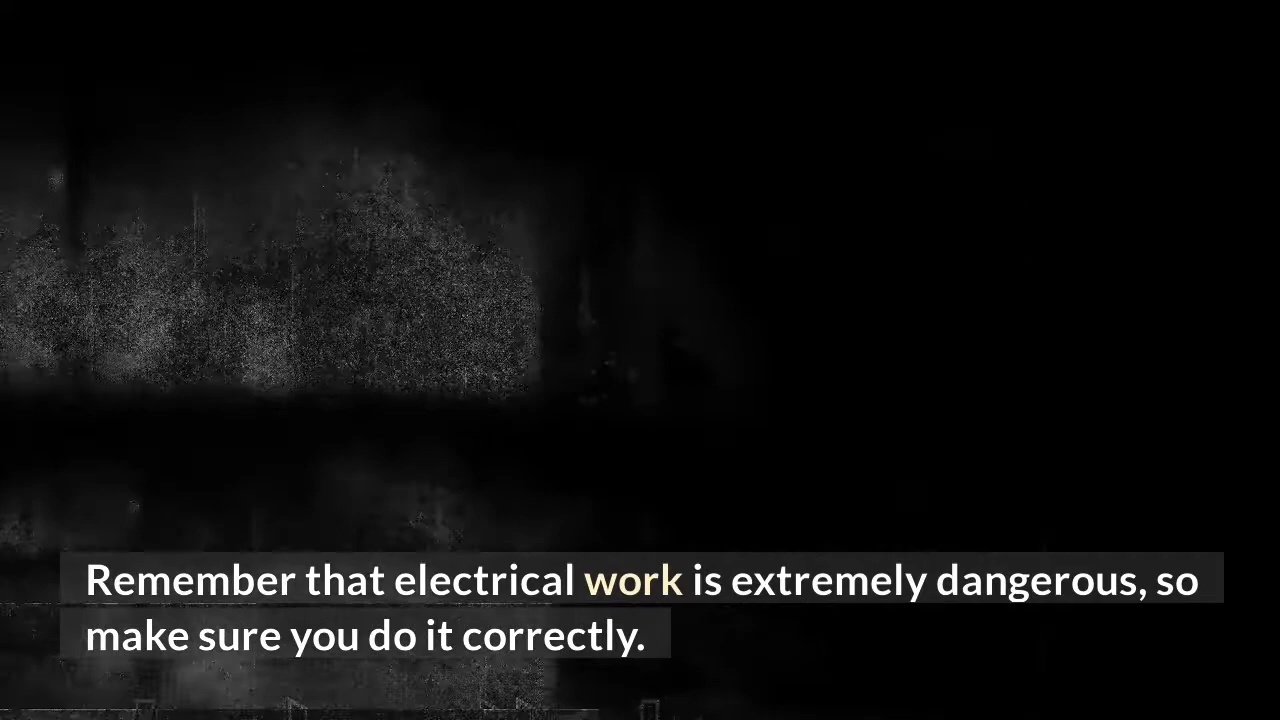 Remember that electrical work is extremely dangerous, so
make sure you do it correctly.